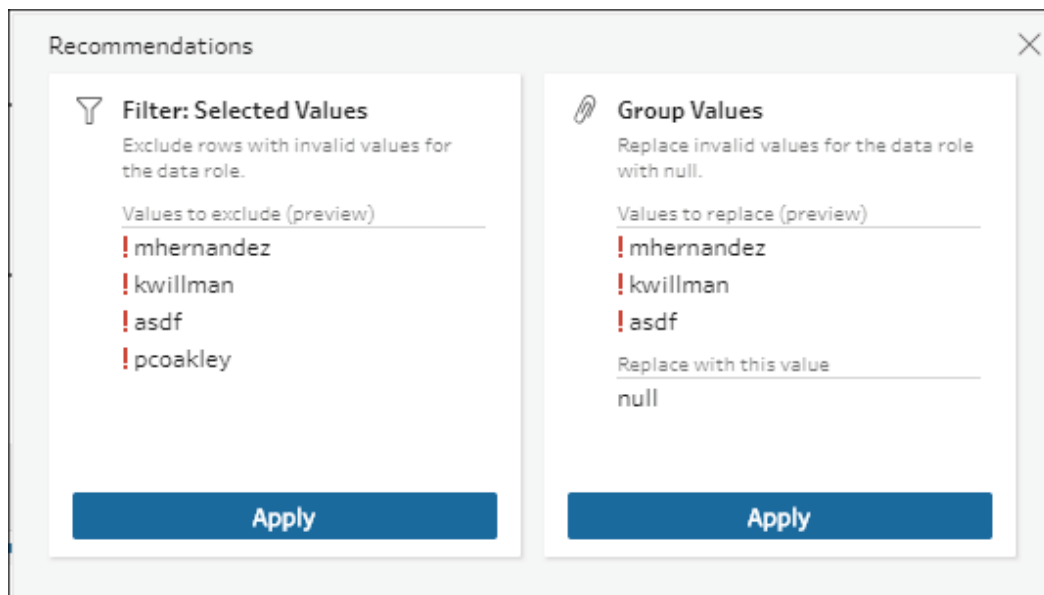 Recommendations
Filter: Selected Values
Exclude rows with invalid values for
the data role.
Values to exclude (preview)
!mhernandez
!kwillman
!asdf
!pcoakley
Apply
Group Values
Replace invalid values for the data role
with null.
Values to replace (preview)
!mhernandez
!kwillman
!asdf
Replace with this value
null
Apply